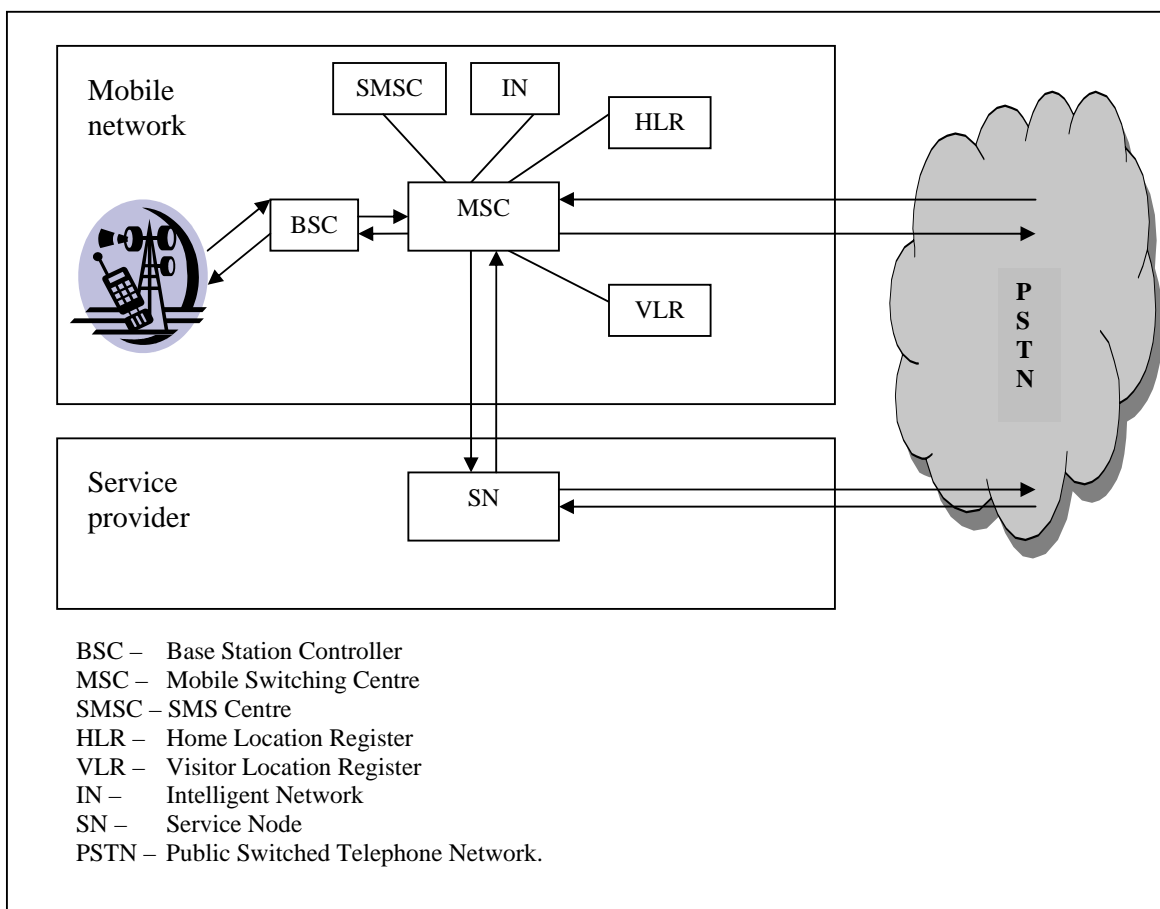 Mobile
network
SMSC
IN
HLR
BSC
MSC
VLR
P
S
T
N
Service
provider
SN
BSC – Base Station Controller
MSC – Mobile Switching Centre
SMSC – SMS Centre
HLR – Home Location Register
VLR – Visitor Location Register
IN – Intelligent Network
SN – Service Node
PSTN – Public Switched Telephone Network.